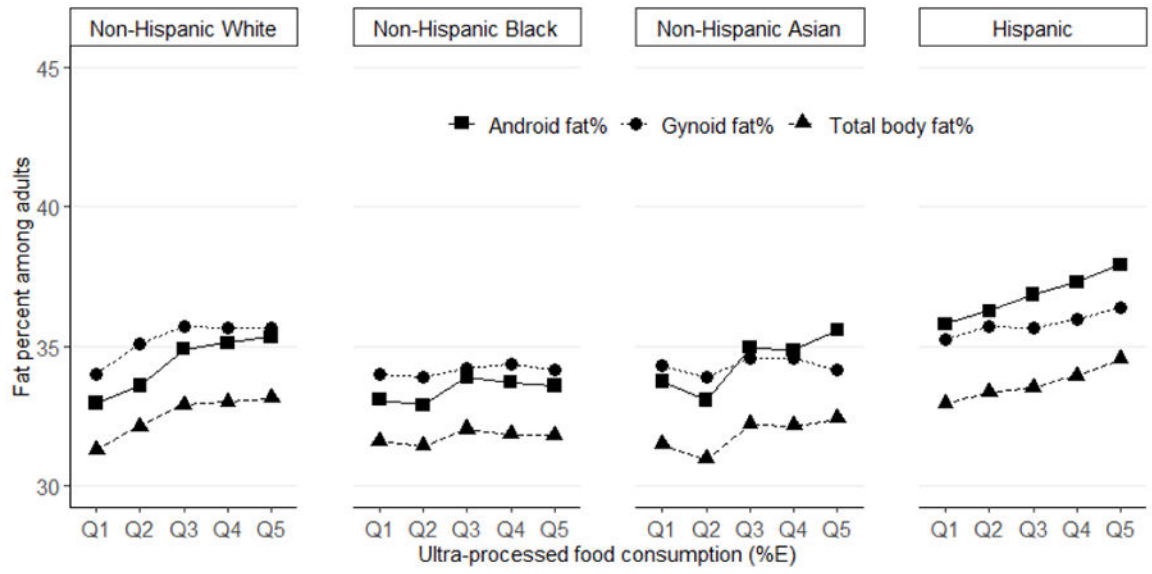 Non-Hispanic White
Non-Hispanic Black
Non-Hispanic Asian
Hispanic
45
40
35
30
Fat percent among adults
Android fat% Gynoid fat% Total body fat%
Q1 Q2 Q3 Q4 Q5
Q1 Q2 Q3 Q4 Q5
Q1 Q2 Q3 Q4 Q5
Q1 Q2 Q3 Q4 Q5
Ultra-processed food consumption (%E)